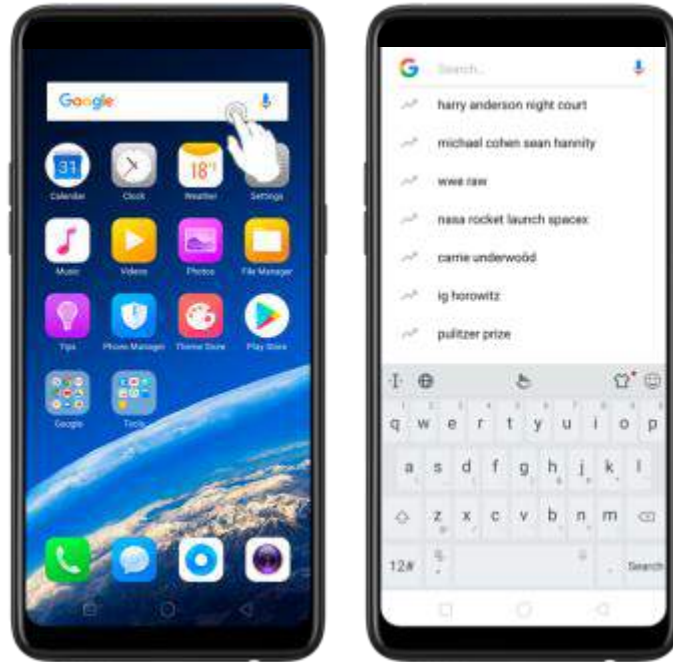 Google
31
18°
Calendar Clock Weather Settings
Music Videos Photos File Manager
Tips Phone Manager Theme Store Play Store
Google Tools
G Search...
harry anderson night court
michael cohen sean hannity
wwe raw
nasa rocket launch spacex
carrie underwood
ig horowitz
pulitzer prize
q w e r t y u i o p
a s d f g h j k l
z x c v b n m
12# , . Search